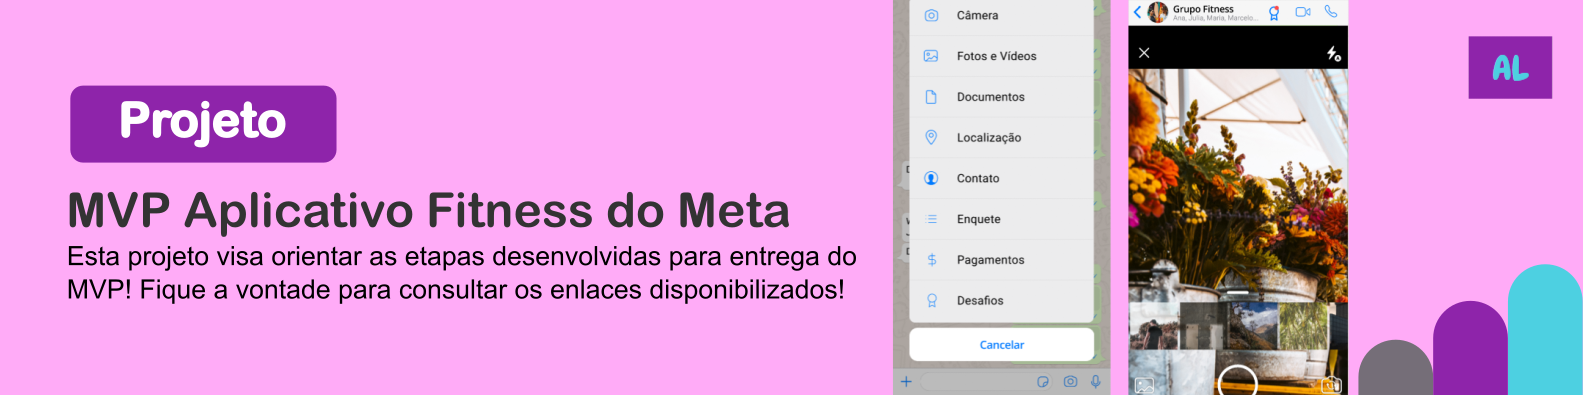 Projeto
MVP Aplicativo Fitness do Meta
Esta projeto visa orientar as etapas desenvolvidas para entrega do
MVP! Fique a vontade para consultar os enlaces disponibilizados!
Câmera
Fotos e Vídeos
Documentos
Localização
Contato
Enquete
Pagamentos
Desafios
Cancelar
Grupo Fitness
Ana, Julia, Maria, Marcelo...
AL